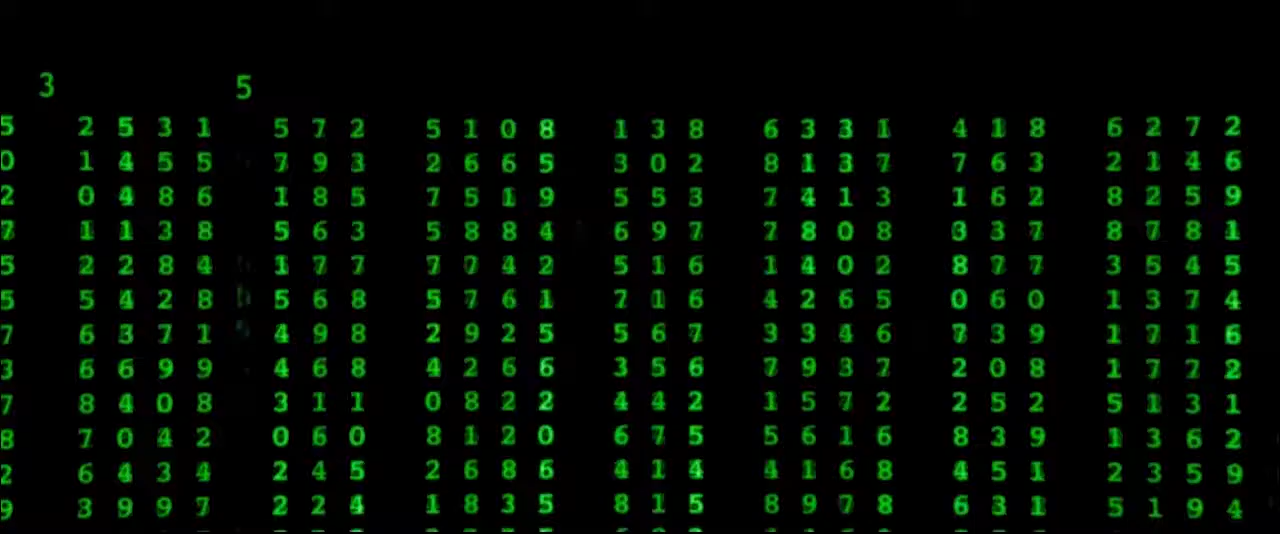 3 5
5 2 5 3 1 5 7 2 5 1 0 8 1 3 8 6 3 3 1 4 1 8 6 2 7 2
0 1 4 5 5 7 9 3 2 6 6 5 3 0 2 8 1 3 7 7 6 3 2 1 4 6
2 0 4 8 6 1 8 5 7 5 1 9 5 5 3 7 4 1 3 1 6 2 8 2 5 9
7 1 1 3 8 5 6 3 5 8 8 4 6 9 7 7 8 0 8 3 3 7 8 7 8 1
5 2 2 8 4 1 7 7 7 7 4 2 5 1 6 1 4 0 2 8 7 7 3 5 4 5
5 5 4 2 8 5 6 8 5 7 6 1 7 1 6 4 2 6 5 0 6 0 1 3 7 4
7 6 3 7 1 4 9 8 2 9 2 5 5 6 7 3 3 4 6 7 3 9 1 7 1 6
3 6 6 9 9 4 6 8 4 2 6 6 3 5 6 7 9 3 7 2 0 8 1 7 7 2
7 8 4 0 8 3 1 1 0 8 2 2 4 4 2 1 5 7 2 2 5 2 5 1 3 1
8 7 0 4 2 0 6 0 8 1 2 0 6 7 5 5 6 1 6 8 3 9 1 3 6 2
2 6 4 3 4 2 4 5 2 6 8 6 4 1 4 4 1 6 8 4 5 1 2 3 5 9
9 3 9 9 7 2 2 4 1 8 3 5 8 1 5 8 9 7 8 6 3 1 5 1 9 4